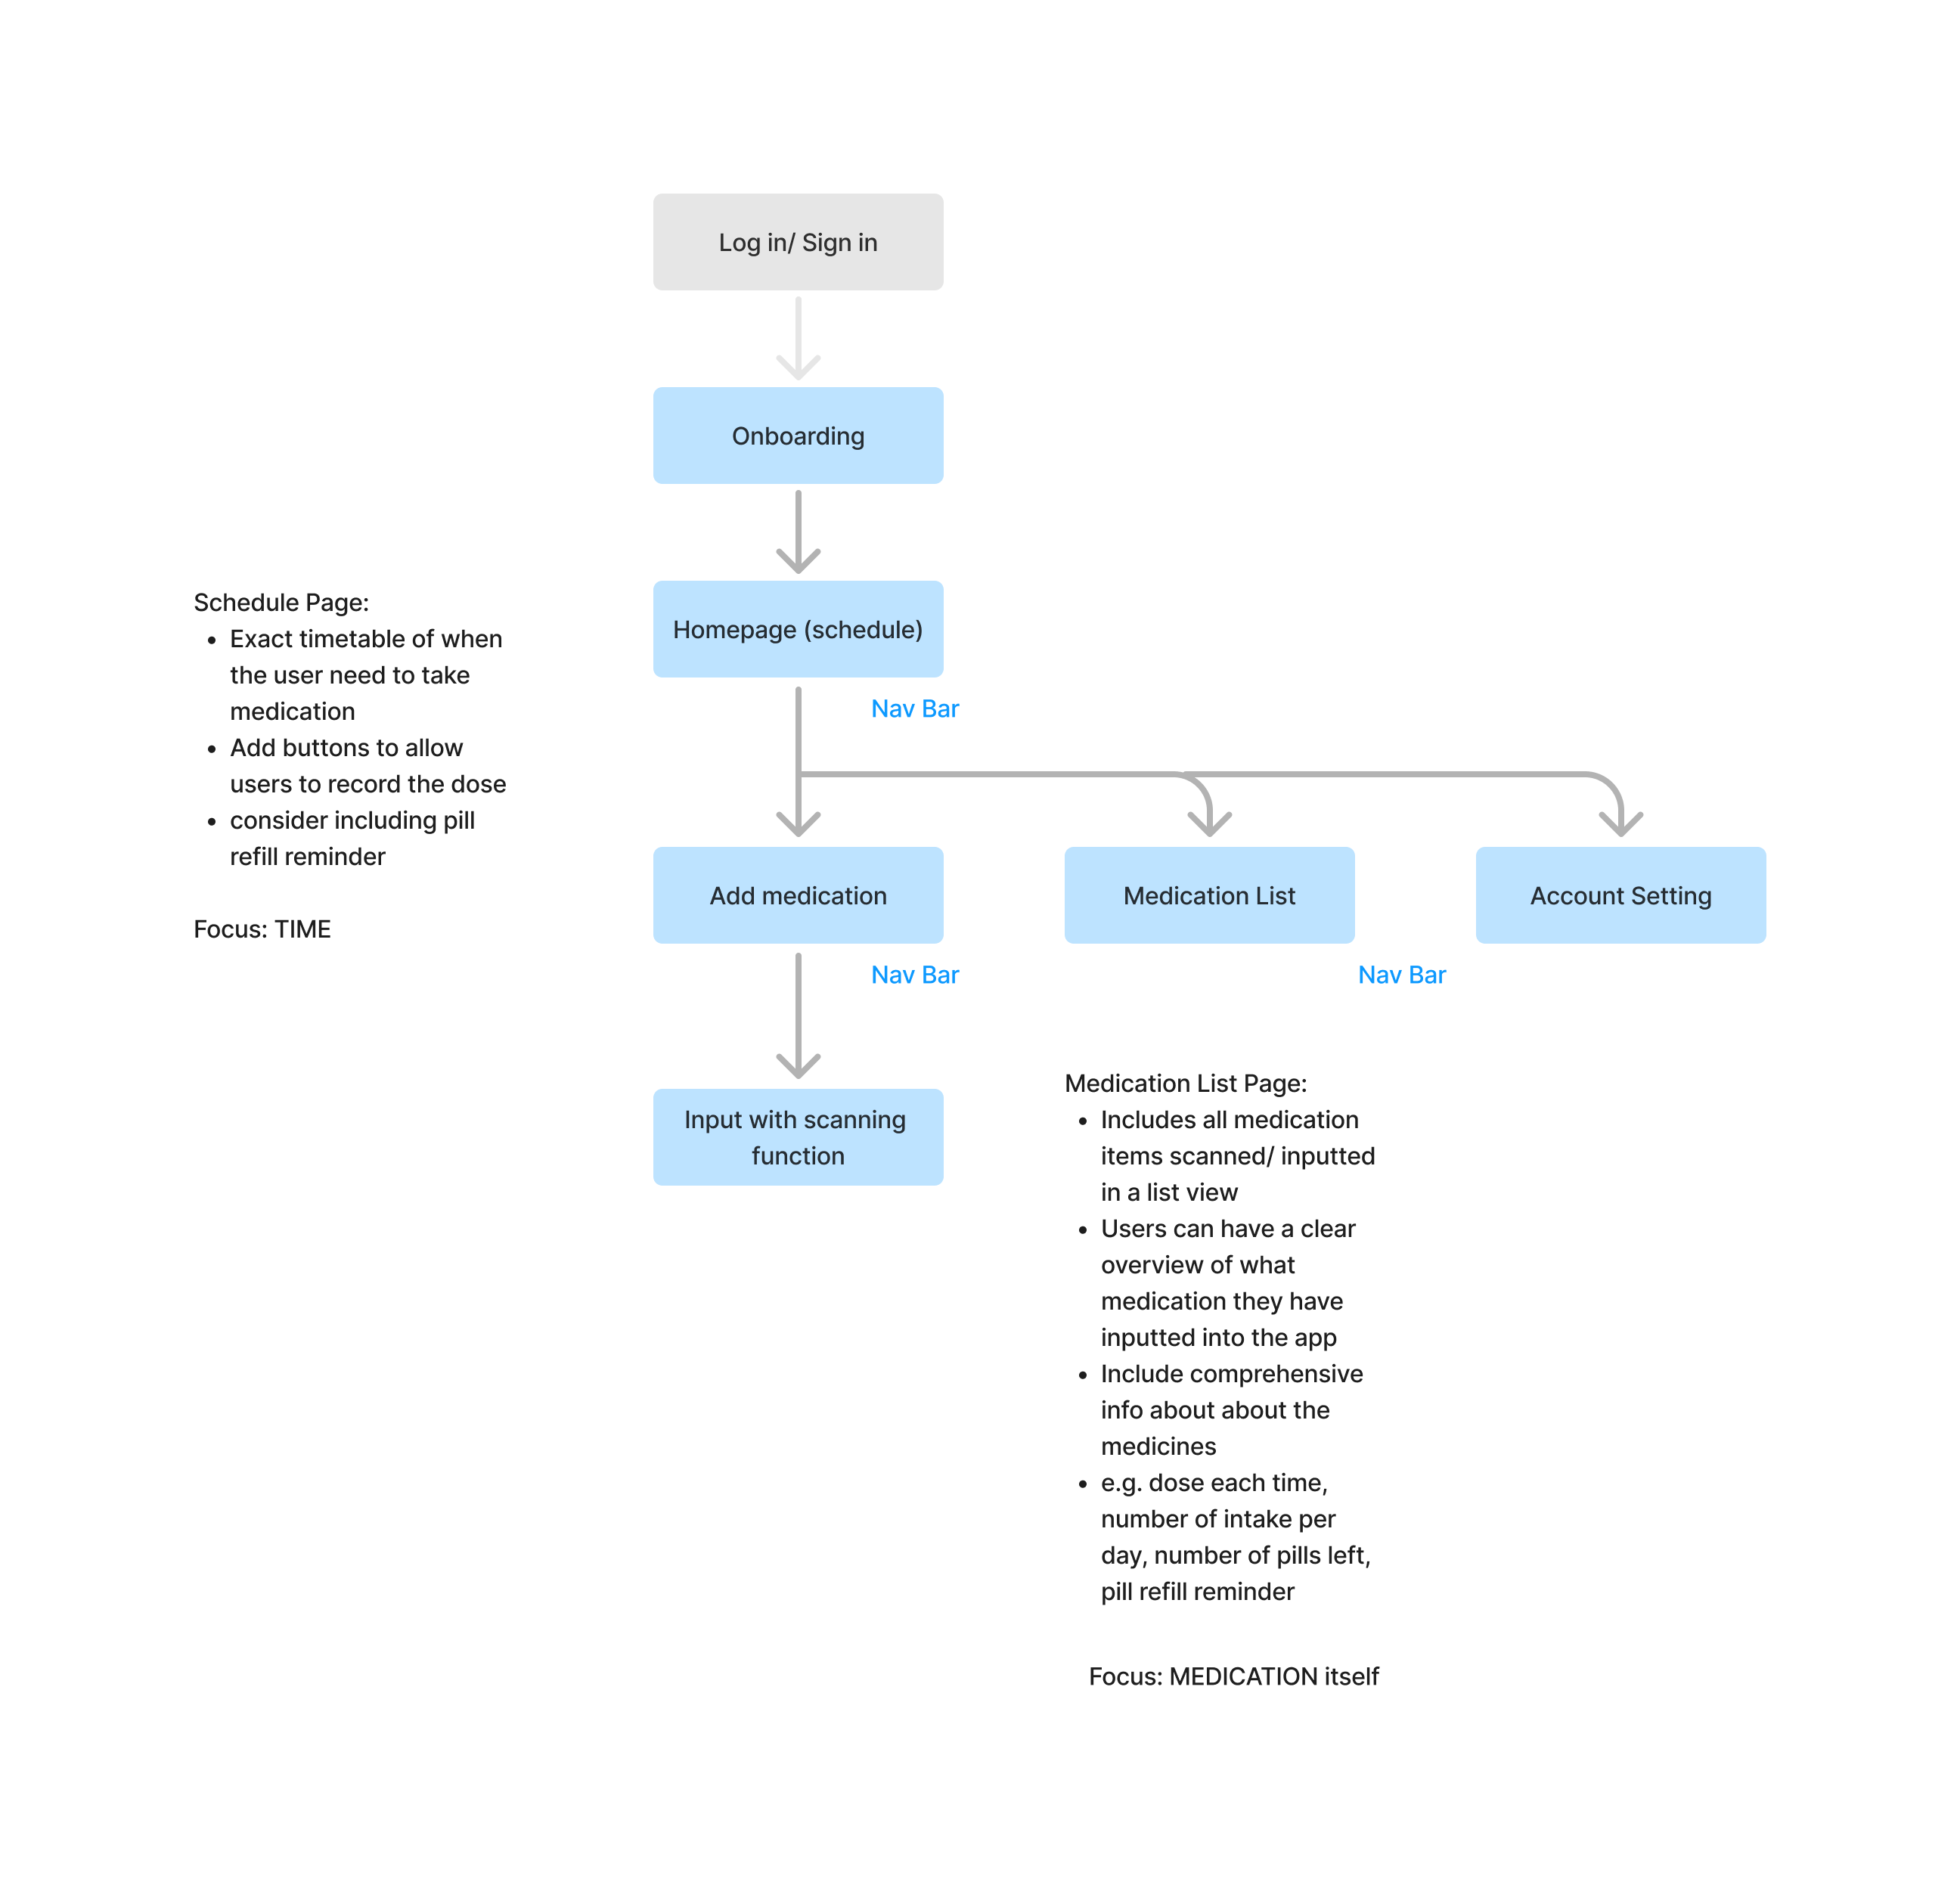 Log in/ Sign in
Onboarding
Homepage (schedule)
Nav Bar
Schedule Page:
• Exact timetable of when
the user need to take
medication
• Add buttons to allow
users to record the dose
• consider including pill
refill reminder
Focus: TIME
Add medication
Medication List
Account Setting
Nav Bar
Nav Bar
Input with scanning
function
Medication List Page:
• Includes all medication
items scanned/ inputted
in a list view
• Users can have a clear
overview of what
medication they have
inputted into the app
• Include comprehensive
info about about the
medicines
• e.g. dose each time,
number of intake per
day, number of pills left,
pill refill reminder
Focus: MEDICATION itself